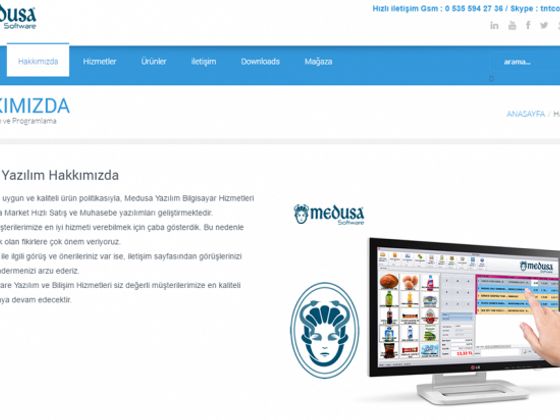 medusa
Software
Hızlı iletişim Gsm : 0 535 594 27 36 / Skype : tntco
Hakkımızda Hizmetler Ürünler iletişim Downloads Mağaza arama...
KIMIZDA
ve Programlama
ANASAYFA /
Yazılım Hakkımızda
uygun ve kaliteli ürün politikasıyla, Medusa Yazılım Bilgisayar Hizmetleri
a Market Hızlı Satış ve Muhasebe yazılımları geliştirmektedir.
şterilerimize en iyi hizmeti verebilmek için çaba gösterdik. Bu nedenle
k olan fikirlere çok önem veriyoruz.
ile ilgili görüş ve önerileriniz var ise, iletişim sayfasından görüşlerinizi
ndermenizi arzu ederiz.
are Yazılım ve Bilişim Hizmetleri siz değerli müşterilerimize en kaliteli
ya devam edecektir.
medusa
Software
medusa
Software
LG